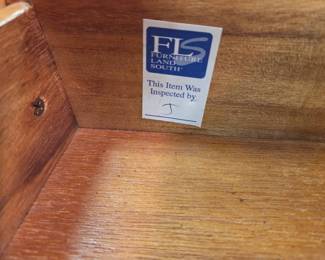 FLS
FURNITURE
LAND
SOUTH
This Item Was
Inspected by
J